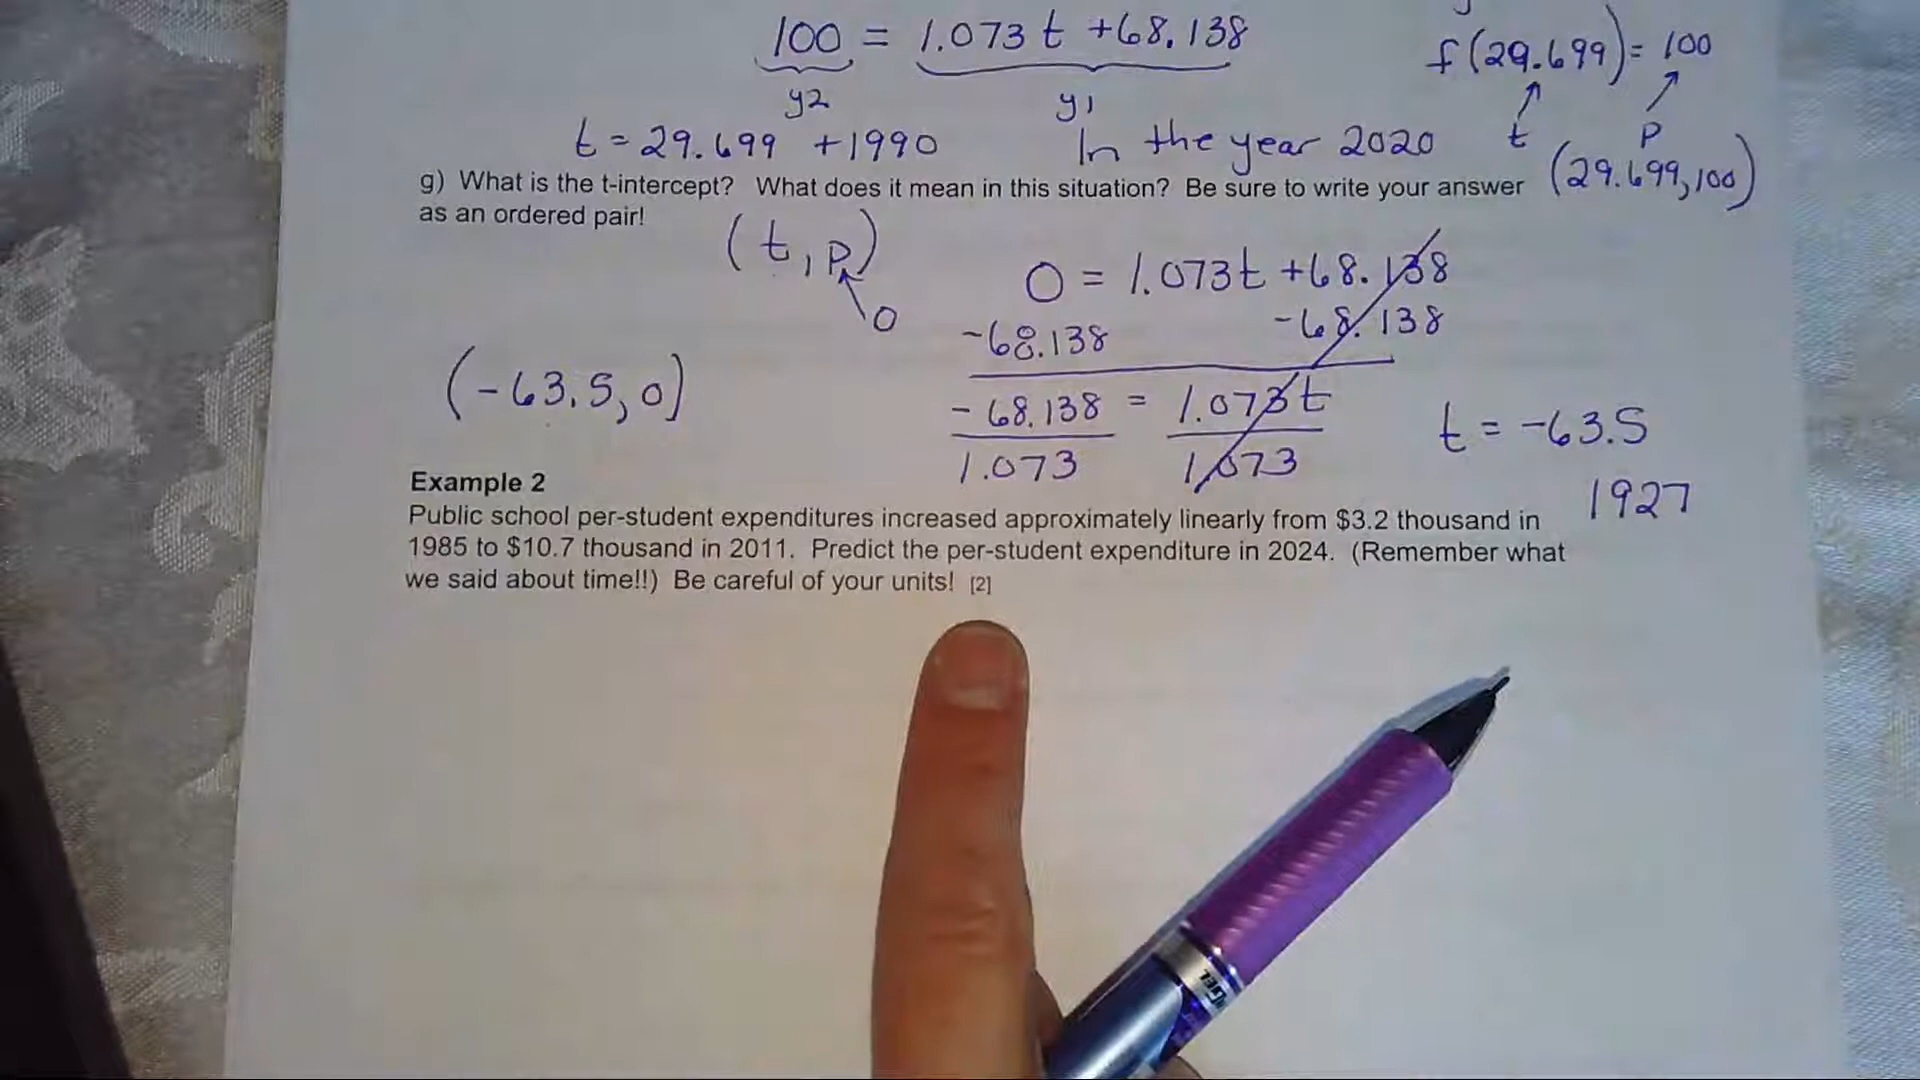 100 = 1.073 t + 68.138
f(29.699) = 100
y2 y1
t = 29.699 + 1990 In the year 2020
t P
g) What is the t-intercept? What does it mean in this situation? Be sure to write your answer
(29.699, 100)
as an ordered pair!
(t, P)
0
0 = 1.073t + 68.138
-68.138 -68.138
(-63.5, 0)
-68.138 = 1.073t
1.073 1.073
t = -63.5
1927
Example 2
Public school per-student expenditures increased approximately linearly from $3.2 thousand in
1985 to $10.7 thousand in 2011. Predict the per-student expenditure in 2024. (Remember what
we said about time!!) Be careful of your units! [2]
GEL